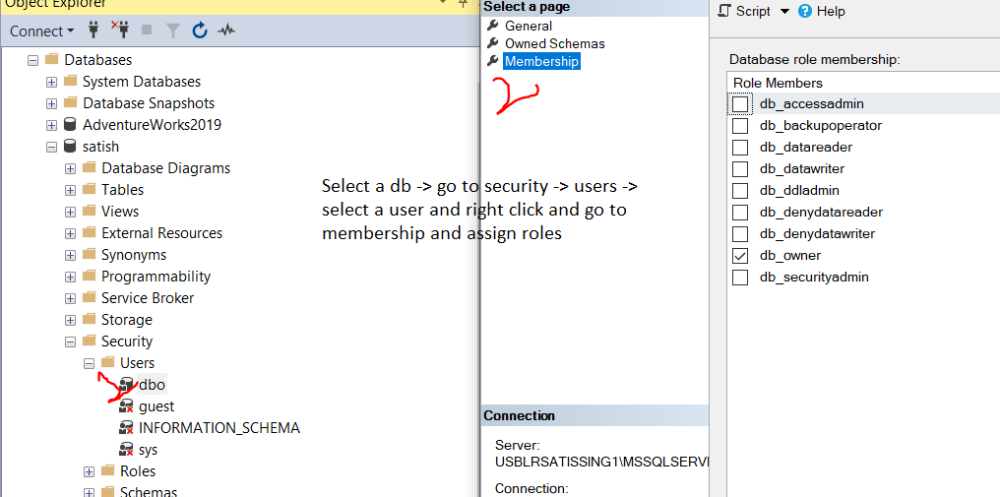 Object Explorer
Connect
Databases
System Databases
Database Snapshots
AdventureWorks2019
satish
Database Diagrams
Tables
Views
External Resources
Synonyms
Programmability
Service Broker
Storage
Security
Users
dbo
guest
INFORMATION_SCHEMA
sys
Roles
Schemas
Select a db -> go to security -> users ->
select a user and right click and go to
membership and assign roles
Select a page
General
Owned Schemas
Membership
2
Connection
Server:
USBLRSATISSING1\MSSQLSERV
Connection:
Script Help
Database role membership:
Role Members
db_accessadmin
db_backupoperator
db_datareader
db_datawriter
db_ddladmin
db_denydatareader
db_denydatawriter
db_owner
db_securityadmin